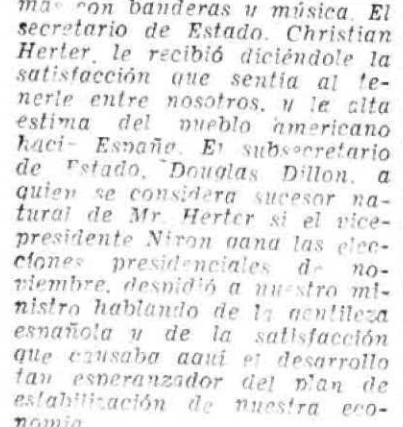 más con banderas y música. El
secretario de Estado, Christian
Herter, le recibió diciéndole la
satisfacción que sentía al te-
nerle entre nosotros, y la alta
estima del pueblo americano
haci- España. El subsecretario
de Estado, Douglas Dillon, a
quien se considera sucesor na-
tural de Mr. Herter si el vice-
presidente Nixon gana las elec-
ciones presidenciales de no-
viembre, despidió a nuestro mi-
nistro hablando de la gentileza
española y de la satisfacción
que causaba aquí el desarrollo
tan esperanzador del plan de
estabilización de nuestra eco-
nomía